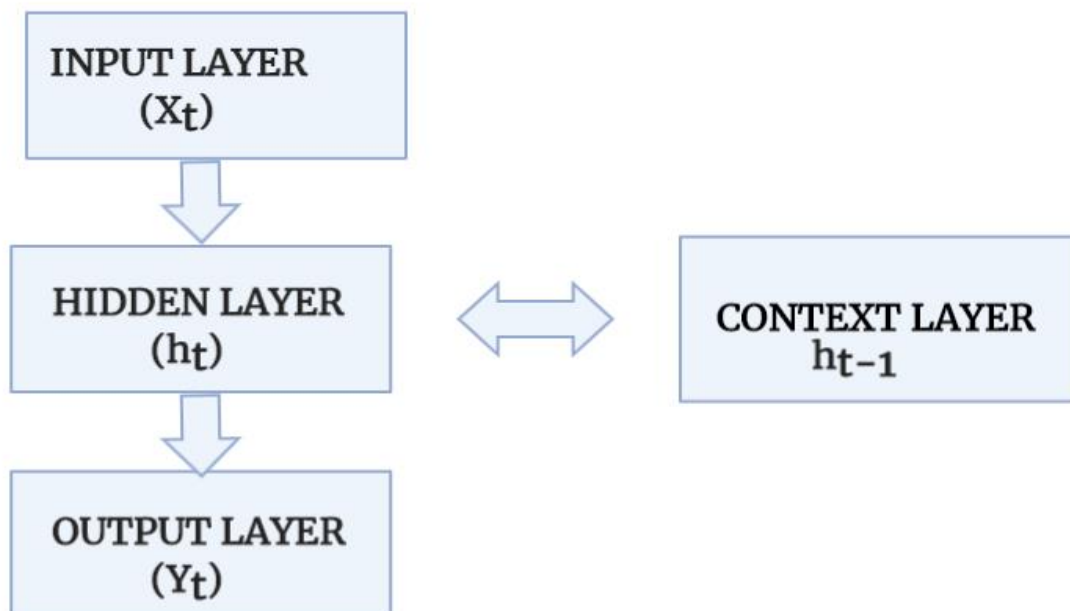 INPUT LAYER
(Xt)
HIDDEN LAYER
(ht)
CONTEXT LAYER
ht−1
OUTPUT LAYER
(Yt)